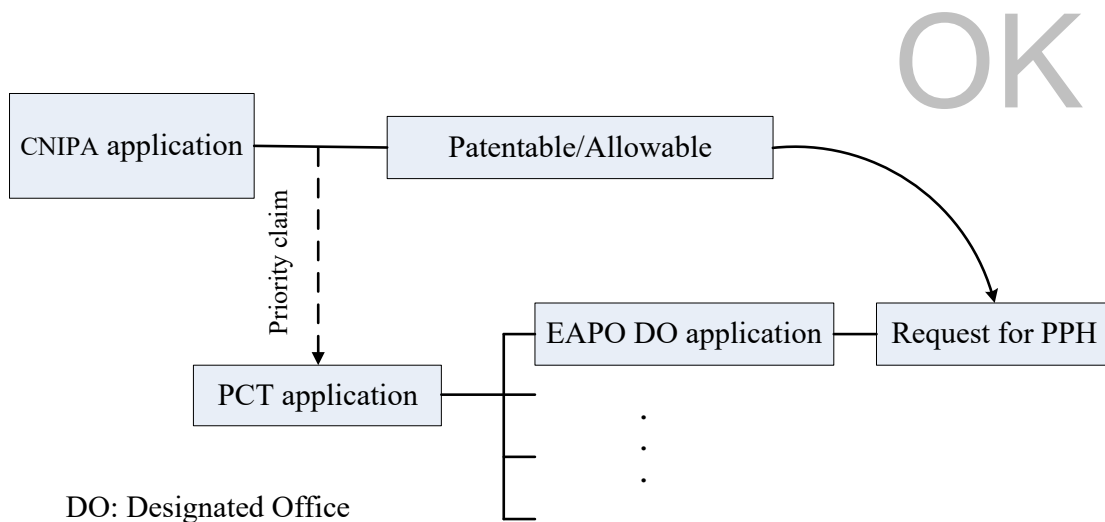 OK
CNIPA application
Patentable/Allowable
Priority claim
EAPO DO application
Request for PPH
PCT application
DO: Designated Office